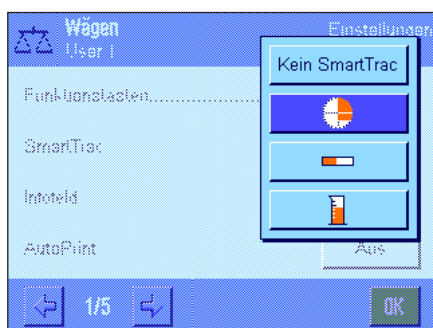 Wägen
Einstellungen
User 1
Kein SmartTrac
Funktionstasten....................
SmartTrac
Infofeld
AutoPrint
Aus
1/5
OK